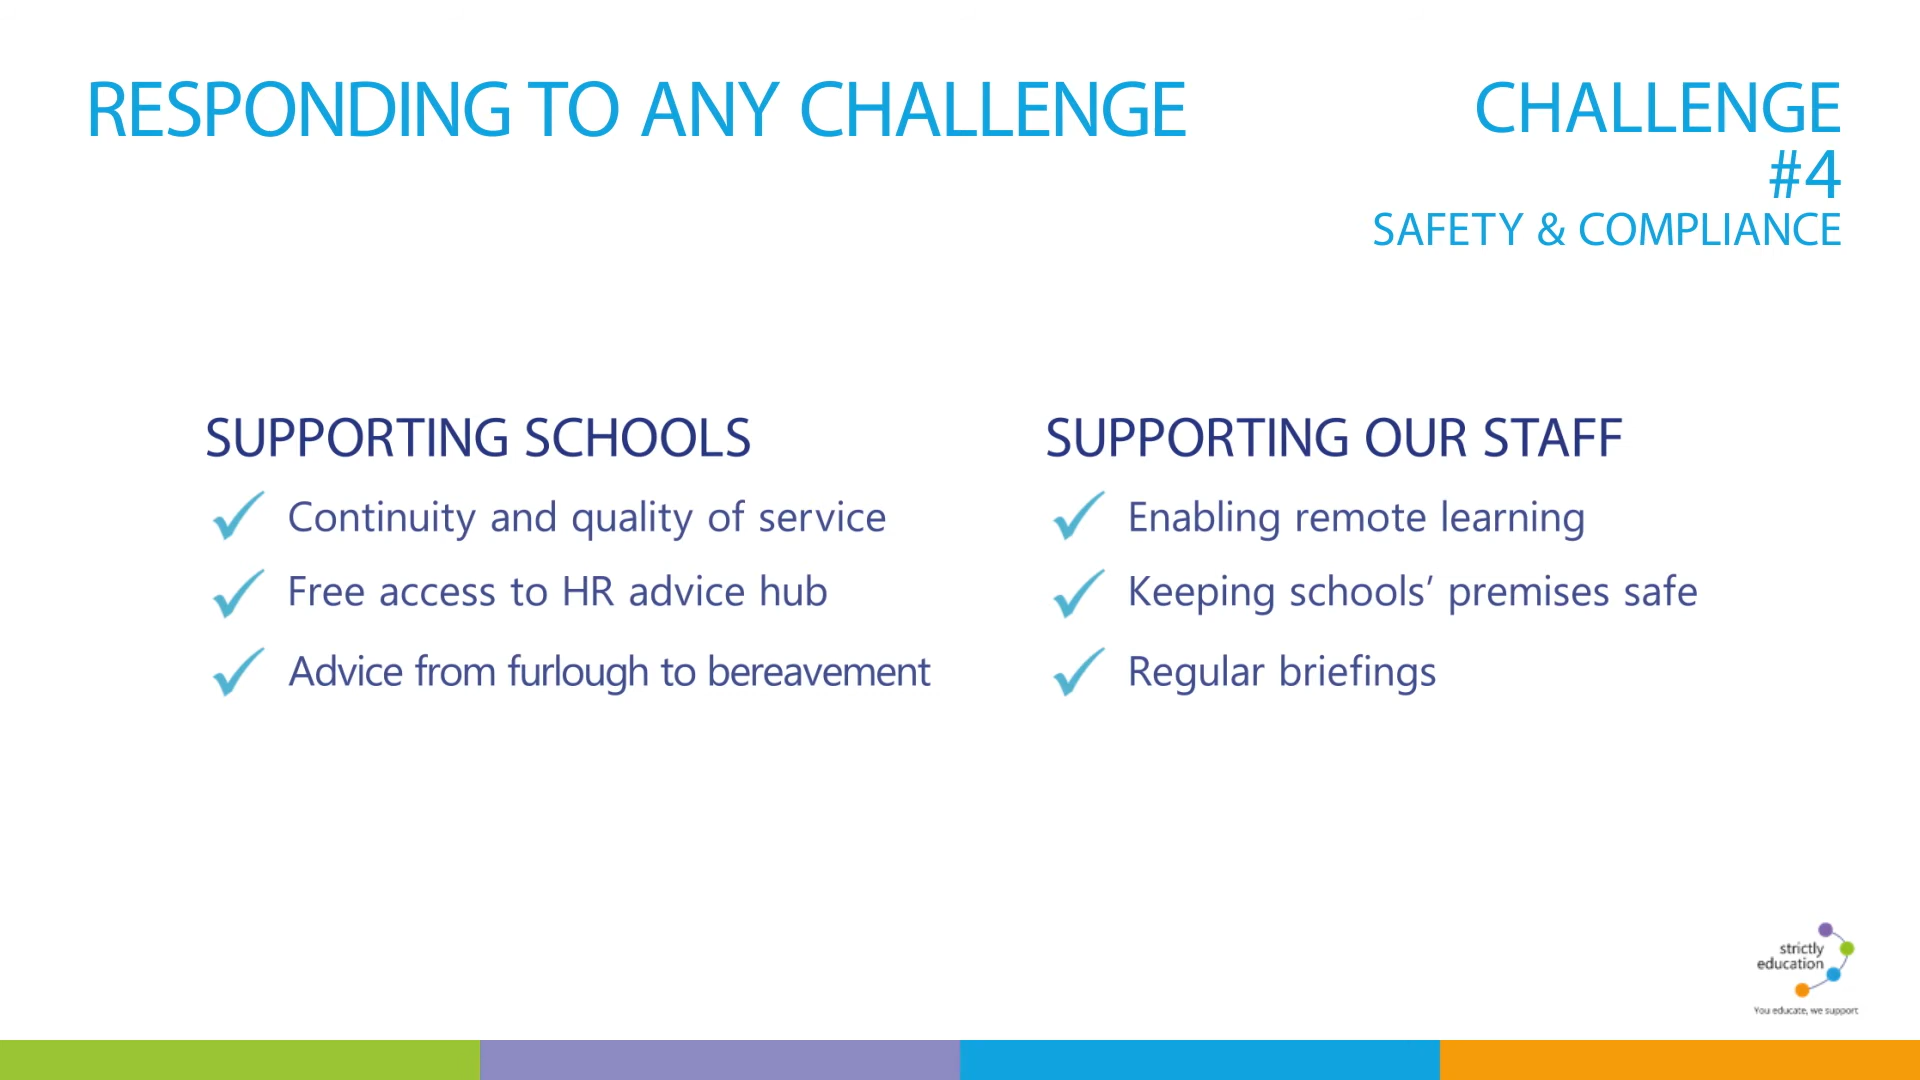 RESPONDING TO ANY CHALLENGE
CHALLENGE
#4
SAFETY & COMPLIANCE
SUPPORTING SCHOOLS
Continuity and quality of service
Free access to HR advice hub
Advice from furlough to bereavement
SUPPORTING OUR STAFF
Enabling remote learning
Keeping schools’ premises safe
Regular briefings
strictly
education
You educate, we support